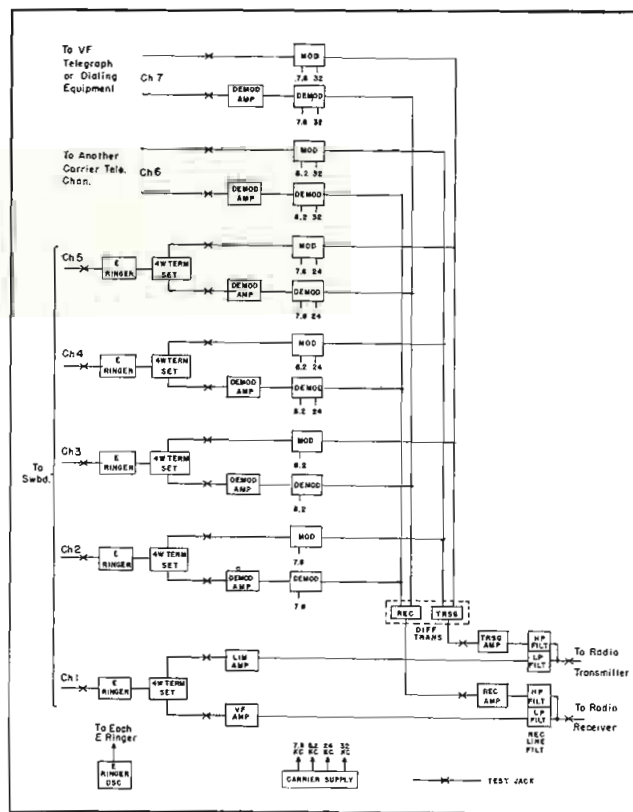 To VF
Telegraph
or Dialing
Equipment
Ch 7
MOD
7.8 32
DEMOD
AMP
DEMOD
7.8 32
To Another
Carrier Tele.
Chan.
Ch 6
MOD
8.2 32
DEMOD
AMP
DEMOD
8.2 32
Ch 5
E
RINGER
4W TERM
SET
MOD
7.8 24
DEMOD
AMP
DEMOD
7.8 24
Ch 4
E
RINGER
4W TERM
SET
MOD
8.2 24
DEMOD
AMP
DEMOD
8.2 24
To
Swbd.
Ch 3
E
RINGER
4W TERM
SET
MOD
8.2
DEMOD
AMP
DEMOD
8.2
Ch 2
E
RINGER
4W TERM
SET
MOD
7.8
DEMOD
AMP
DEMOD
7.8
REC
TRSG
DIFF
TRANS
TRSG
AMP
HP
FILT
LP
FILT
To Radio
Transmitter
Ch 1
E
RINGER
4W TERM
SET
LIM
AMP
VF
AMP
REC
AMP
HP
FILT
LP
FILT
To Radio
Receiver
REC
LINE
FILT
To Each
E Ringer
E
RINGER
OSC
7.8 8.2 24 32
KC KC KC KC
CARRIER SUPPLY
TEST JACK